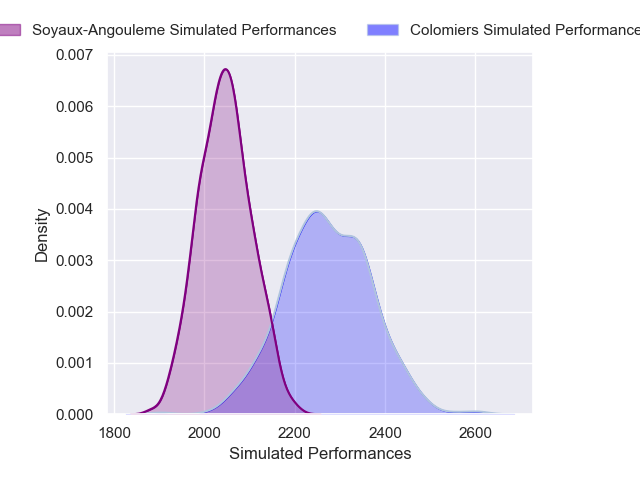 Soyaux-Angouleme Simulated Performances
Colomiers Simulated Performance
0.007
0.006
0.005
0.004
0.003
0.002
0.001
0.000
Density
1800 2000 2200 2400 2600
Simulated Performances